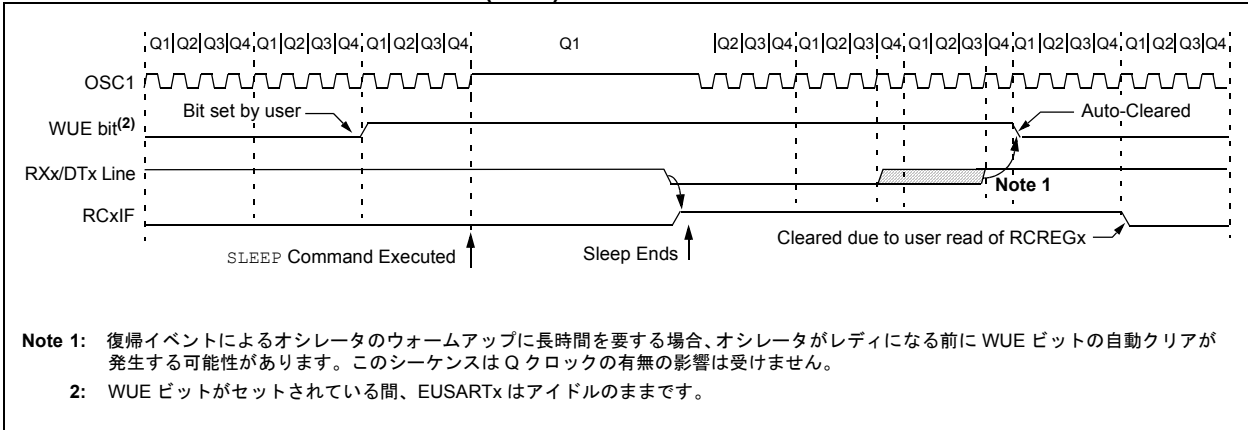 Q1|Q2|Q3|Q4 Q1|Q2|Q3|Q4 Q1|Q2|Q3|Q4 Q1 |Q2|Q3|Q4 Q1|Q2|Q3|Q4 Q1|Q2|Q3|Q4 Q1|Q2|Q3|Q4 Q1|Q2|Q3|Q4
OSC1
Bit set by user
Auto-Cleared
WUE bit(2)
RXx/DTx Line
Note 1
RCxIF
Cleared due to user read of RCREGx
SLEEP Command Executed
Sleep Ends
Note 1: 復帰イベントによるオシレータのウォームアップに長時間を要する場合、オシレータがレディになる前に WUE ビットの自動クリアが
発生する可能性があります。このシーケンスは Q クロックの有無の影響は受けません。
2: WUE ビットがセットされている間、EUSARTx はアイドルのままです。